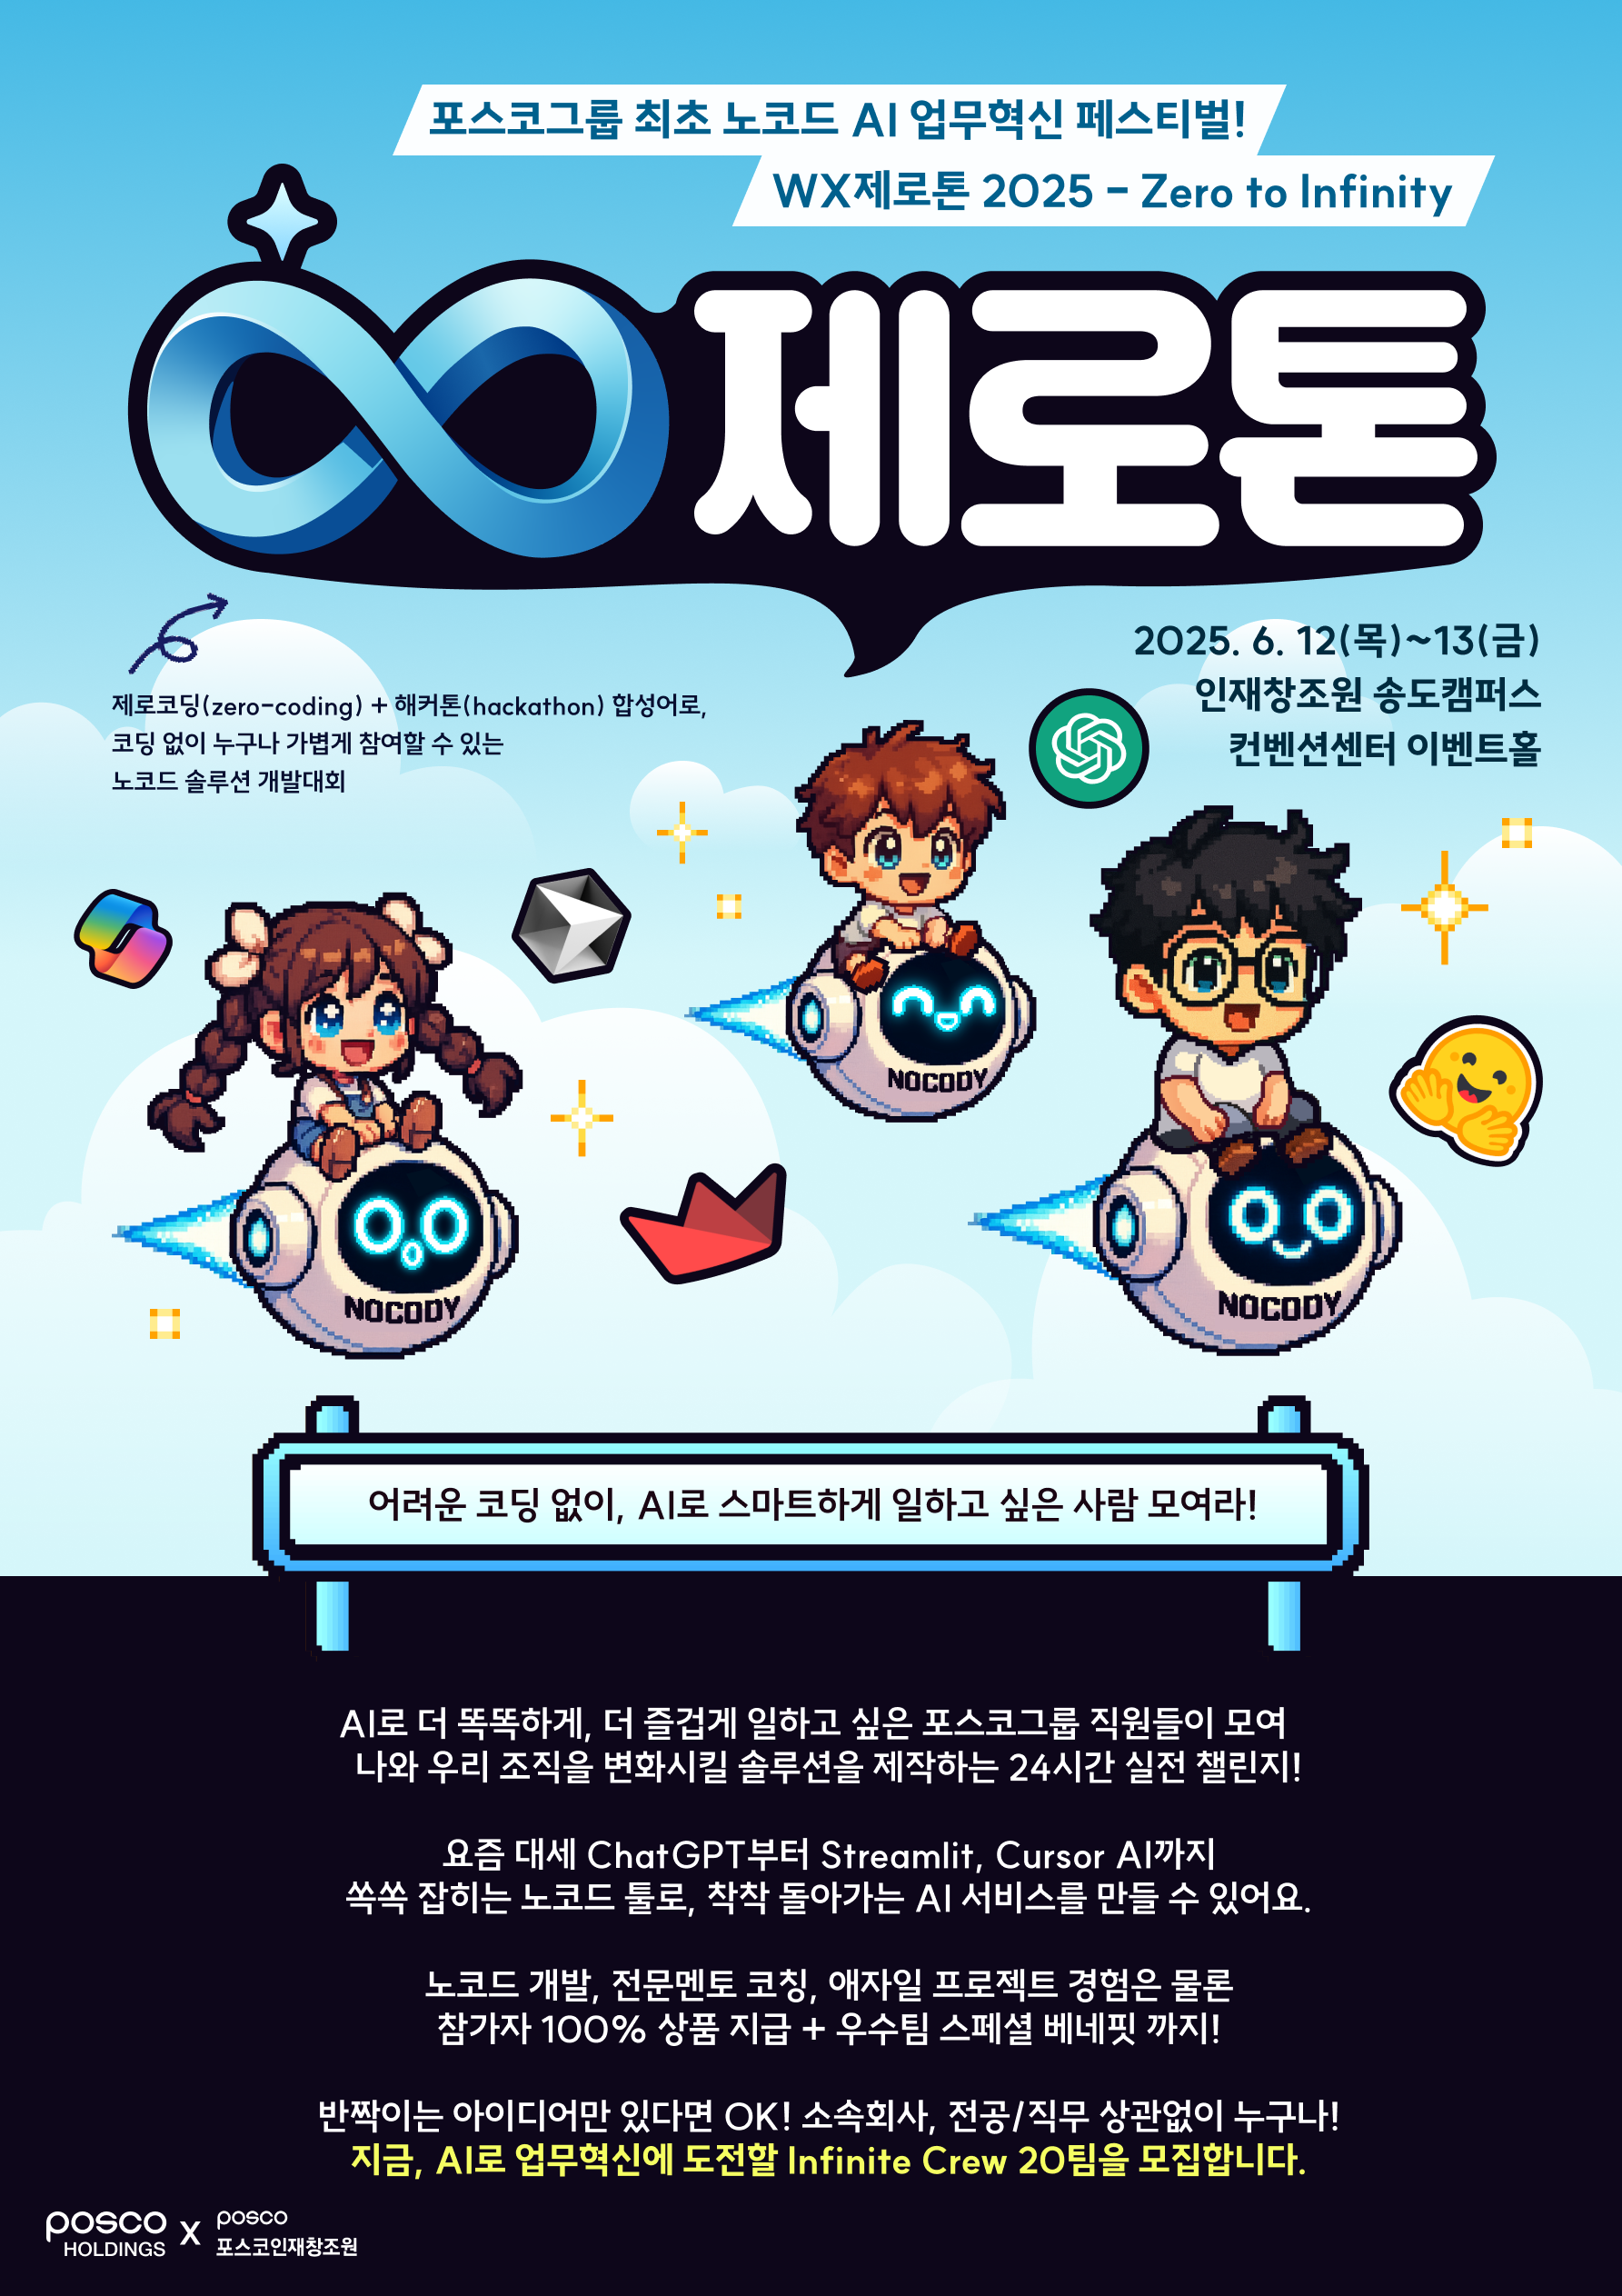 포스코그룹 최초 노코드 AI 업무혁신 페스티벌!
WX제로톤 2025 - Zero to Infinity
제로톤
2025. 6. 12(목)~13(금)
인재창조원 송도캠퍼스
컨벤션센터 이벤트홀
제로코딩(zero-coding) + 해커톤(hackathon) 합성어로,
코딩 없이 누구나 가볍게 참여할 수 있는
노코드 솔루션 개발대회
NOCODY
NOCODY
NOCODY
어려운 코딩 없이, AI로 스마트하게 일하고 싶은 사람 모여라!
AI로 더 똑똑하게, 더 즐겁게 일하고 싶은 포스코그룹 직원들이 모여
나와 우리 조직을 변화시킬 솔루션을 제작하는 24시간 실전 챌린지!
요즘 대세 ChatGPT부터 Streamlit, Cursor AI까지
쏙쏙 잡히는 노코드 툴로, 착착 돌아가는 AI 서비스를 만들 수 있어요.
노코드 개발, 전문멘토 코칭, 애자일 프로젝트 경험은 물론
참가자 100% 상품 지급 + 우수팀 스페셜 베네핏 까지!
반짝이는 아이디어만 있다면 OK! 소속회사, 전공/직무 상관없이 누구나!
지금, AI로 업무혁신에 도전할 Infinite Crew 20팀을 모집합니다.
posco
HOLDINGS
X
posco
포스코인재창조원